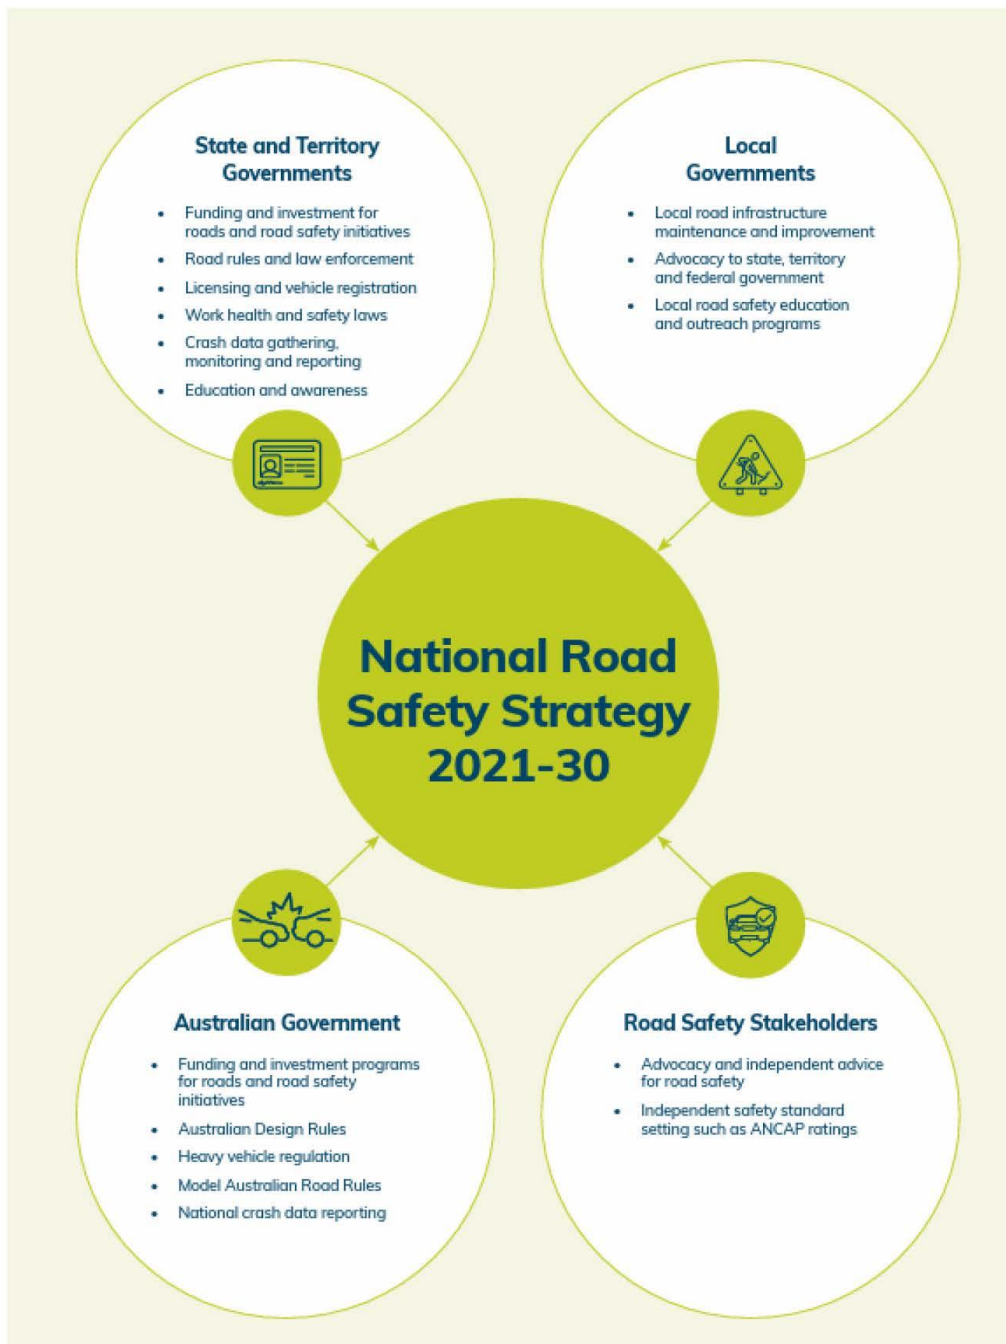 State and Territory
Governments
• Funding and investment for
roads and road safety initiatives
• Road rules and law enforcement
• Licensing and vehicle registration
• Work health and safety laws
• Crash data gathering,
monitoring and reporting
• Education and awareness
Local
Governments
• Local road infrastructure
maintenance and improvement
• Advocacy to state, territory
and federal government
• Local road safety education
and outreach programs
National Road
Safety Strategy
2021-30
Australian Government
• Funding and investment programs
for roads and road safety
initiatives
• Australian Design Rules
• Heavy vehicle regulation
• Model Australian Road Rules
• National crash data reporting
Road Safety Stakeholders
• Advocacy and independent advice
for road safety
• Independent safety standard
setting such as ANCAP ratings